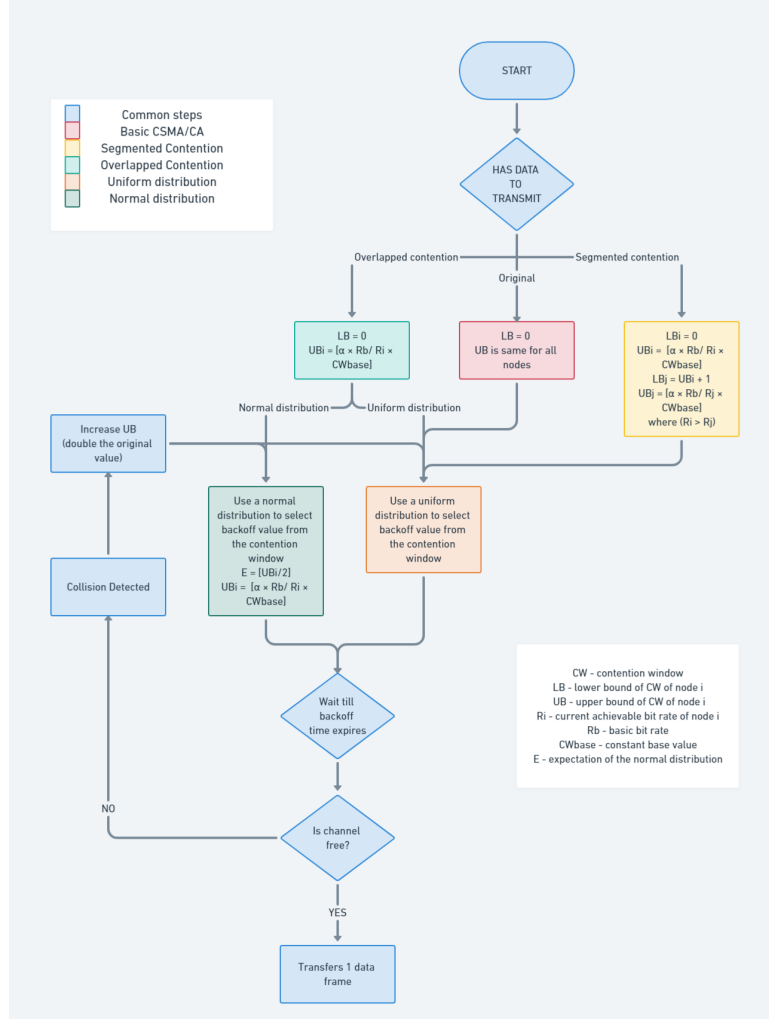 START
Common steps
Basic CSMA/CA
Segmented Contention
Overlapped Contention
Uniform distribution
Normal distribution
HAS DATA
TO
TRANSMIT
Overlapped contention
Original
Segmented contention
LB = 0
UBi = [α × Rb/ Ri ×
CWbase]
LB = 0
UB is same for all
nodes
LBi = 0
UBi = [α × Rb/ Ri ×
CWbase]
LBj = UBi + 1
UBj = [α × Rb/ Rj ×
CWbase]
where (Ri > Rj)
Normal distribution
Uniform distribution
Increase UB
(double the original
value)
Use a normal
distribution to select
backoff value from
the contention
window
E = [UBi/2]
UBi = [α × Rb/ Ri ×
CWbase]
Use a uniform
distribution to select
backoff value from
the contention
window
Collision Detected
CW - contention window
LB - lower bound of CW of node i
UB - upper bound of CW of node i
Ri - current achievable bit rate of node i
Rb - basic bit rate
CWbase - constant base value
E - expectation of the normal distribution
Wait till
backoff
time expires
NO
Is channel
free?
YES
Transfers 1 data
frame